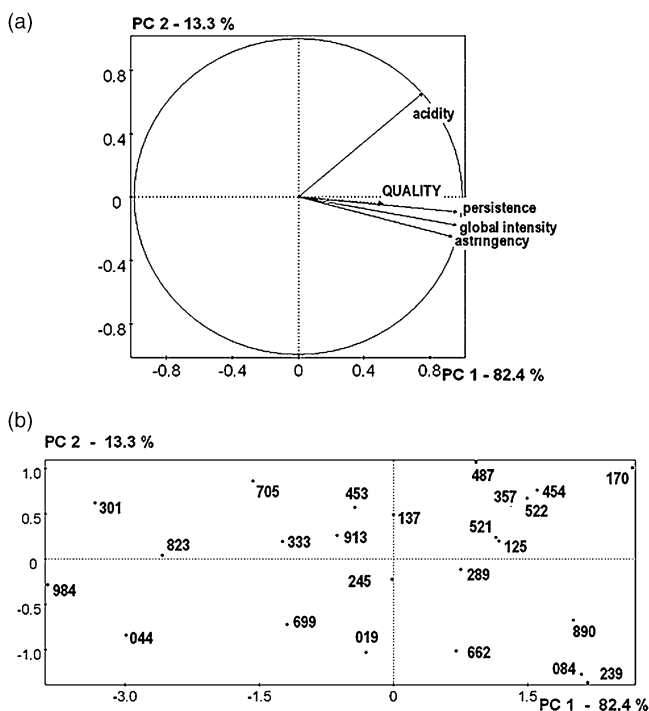 (a)
PC 2 - 13.3 %
0.8
acidity
0.4
QUALITY
0
persistence
global intensity
astringency
-0.4
-0.8
-0.8 -0.4 0 0.4 0.8 PC 1 - 82.4 %
(b)
PC 2 - 13.3 %
1.0
487 170
705 453 357 454
0.5
301 137 522
521
823 333 913 125
0
245 289
984
-0.5
699 890
044 019 662
-1.0
084 239
-3.0 -1.5 0 1.5 PC 1 - 82.4 %